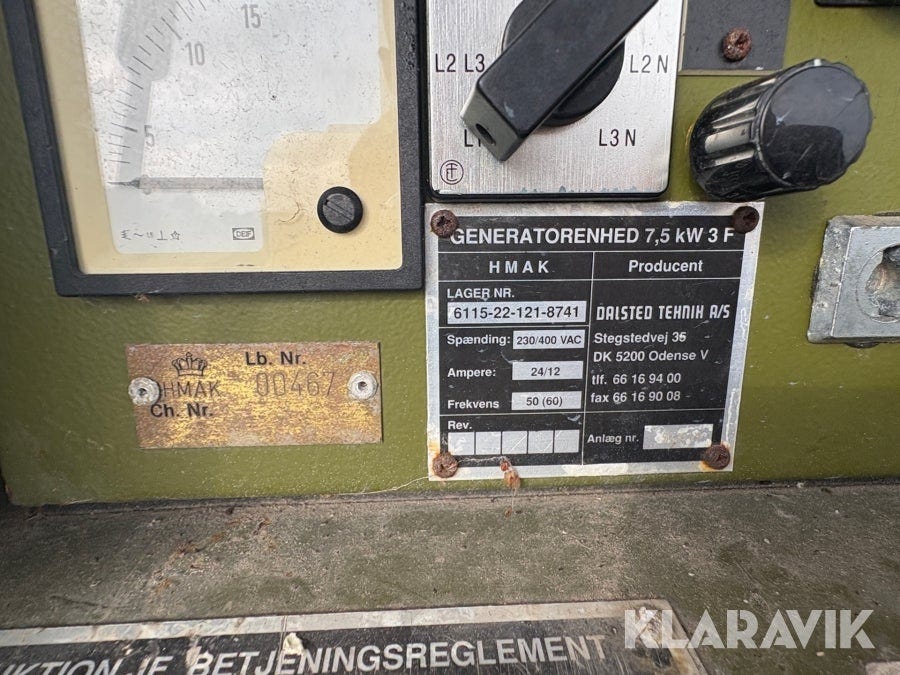 15
10
5
CEIF
L2 L3
L2 N
L1
L3 N
GENERATORENHED 7,5 kW 3 F
H M A K
Producent
LAGER NR.
6115-22-121-8741
Spænding: 230/400 VAC
Ampere: 24/12
Frekvens 50 (60)
Rev.
DALSTED TEKNIK A/S
Stegstedvej 35
DK 5200 Odense V
tlf. 66 16 94 00
fax 66 16 90 08
Anlæg nr.
HMAK
Lb. Nr.
00467
Ch. Nr.
BETJENINGSREGLEMENT
KLARAVIK